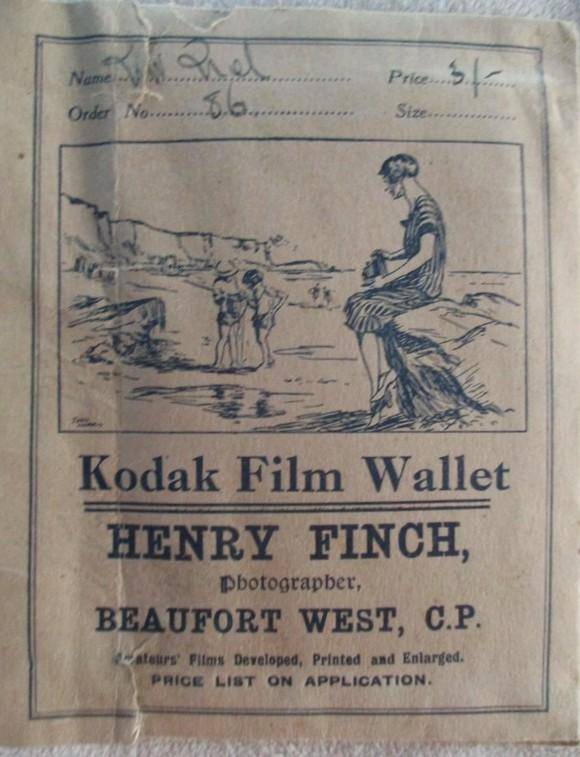 Name
Price 3/-
Order No 86
Size
Kodak Film Wallet
HENRY FINCH,
Photographer,
BEAUFORT WEST, C.P.
Amateurs' Films Developed, Printed and Enlarged.
PRICE LIST ON APPLICATION.